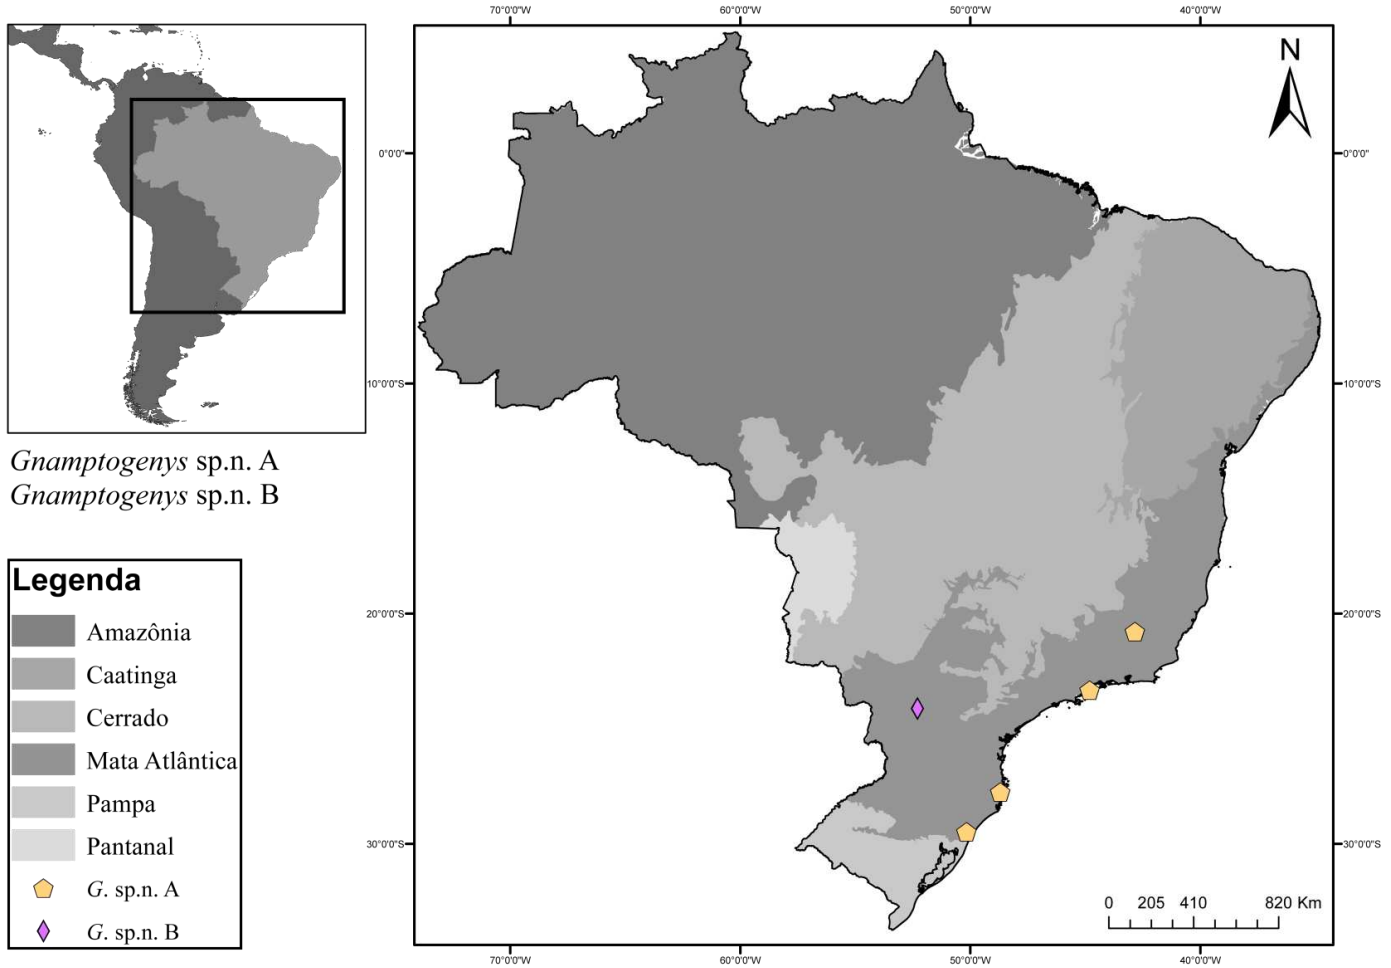 70°0'0"W 60°0'0"W 50°0'0"W 40°0'0"W
N
0°0'0" 0°0'0"
10°0'0"S 10°0'0"S
Gnamptogenys sp.n. A
Gnamptogenys sp.n. B
Legenda
Amazônia
Caatinga
Cerrado
Mata Atlântica
Pampa
Pantanal
G. sp.n. A
G. sp.n. B
20°0'0"S 20°0'0"S
30°0'0"S 30°0'0"S
0 205 410 820 Km
70°0'0"W 60°0'0"W 50°0'0"W 40°0'0"W